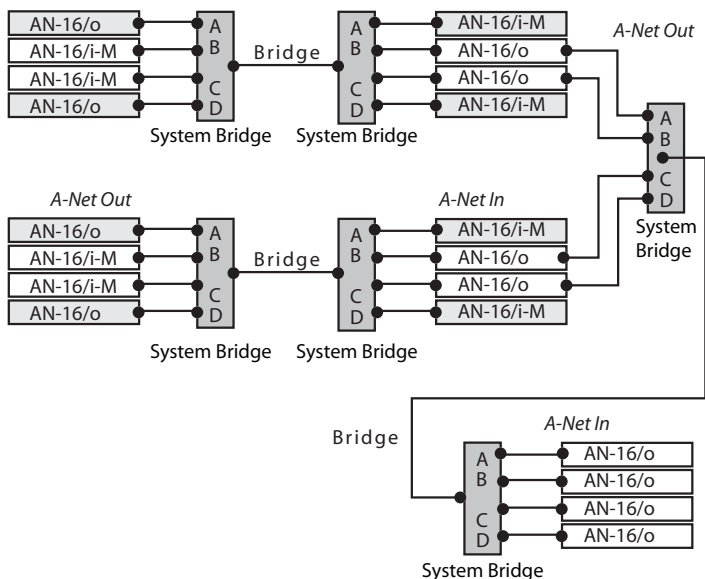 AN-16/o
AN-16/i-M
AN-16/i-M
AN-16/o
A
B
C
D
System Bridge
Bridge
A
B
C
D
System Bridge
AN-16/i-M
AN-16/o
AN-16/o
AN-16/i-M
A-Net Out
A
B
C
D
System
Bridge
A-Net Out
AN-16/o
AN-16/i-M
AN-16/i-M
AN-16/o
A
B
C
D
System Bridge
Bridge
A
B
C
D
System Bridge
A-Net In
AN-16/i-M
AN-16/o
AN-16/o
AN-16/i-M
Bridge
A
B
C
D
System Bridge
A-Net In
AN-16/o
AN-16/o
AN-16/o
AN-16/o